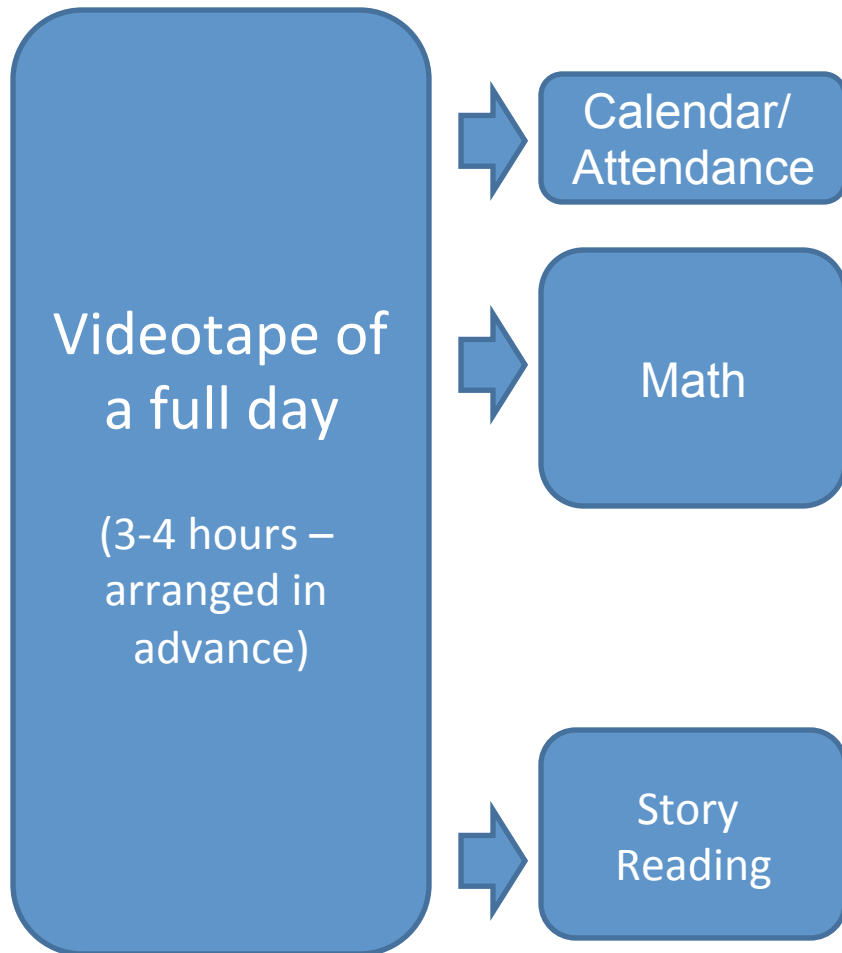 Videotape of
a full day
(3-4 hours –
arranged in
advance)
Calendar/
Attendance
Math
Story
Reading